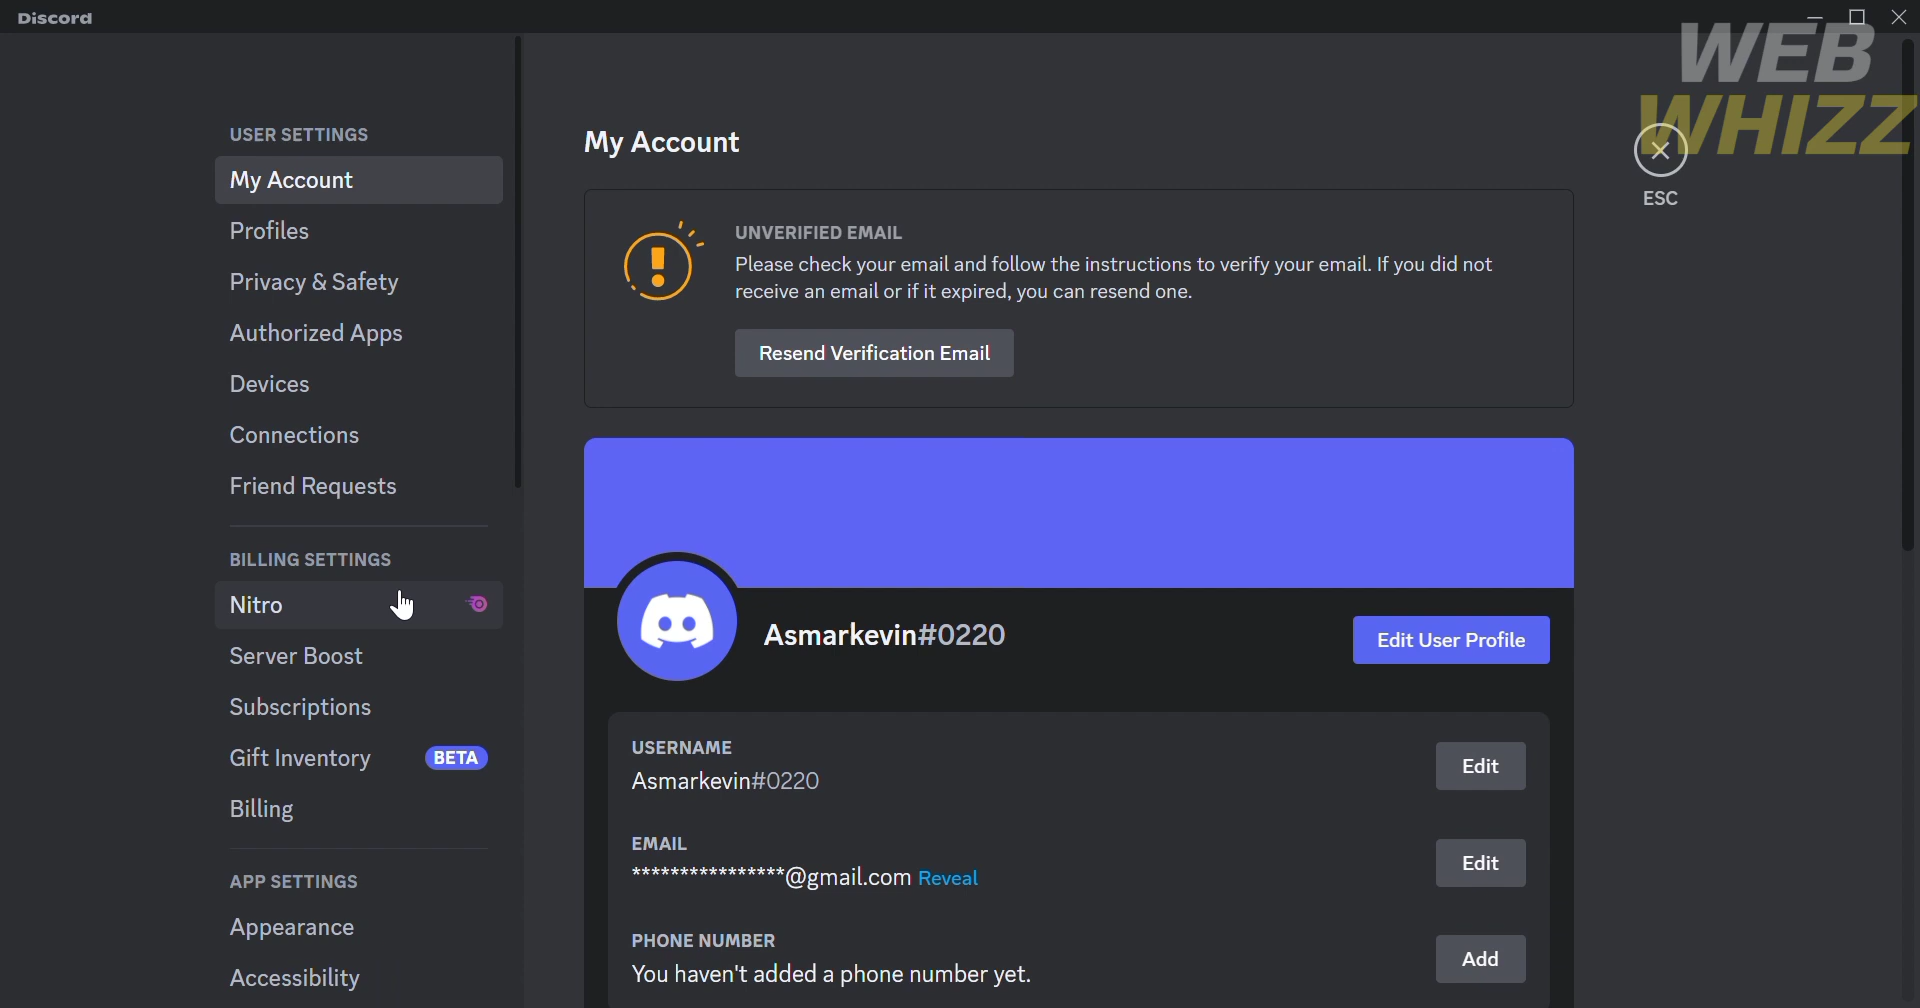 Discord
WEB
WHIZZ
ESC
USER SETTINGS
My Account
Profiles
Privacy & Safety
Authorized Apps
Devices
Connections
Friend Requests
BILLING SETTINGS
Nitro
Server Boost
Subscriptions
Gift Inventory BETA
Billing
APP SETTINGS
Appearance
Accessibility
My Account
UNVERIFIED EMAIL
Please check your email and follow the instructions to verify your email. If you did not
receive an email or if it expired, you can resend one.
Resend Verification Email
Asmarkevin#0220
Edit User Profile
USERNAME
Asmarkevin#0220
Edit
EMAIL
****************@gmail.com Reveal
Edit
PHONE NUMBER
You haven't added a phone number yet.
Add